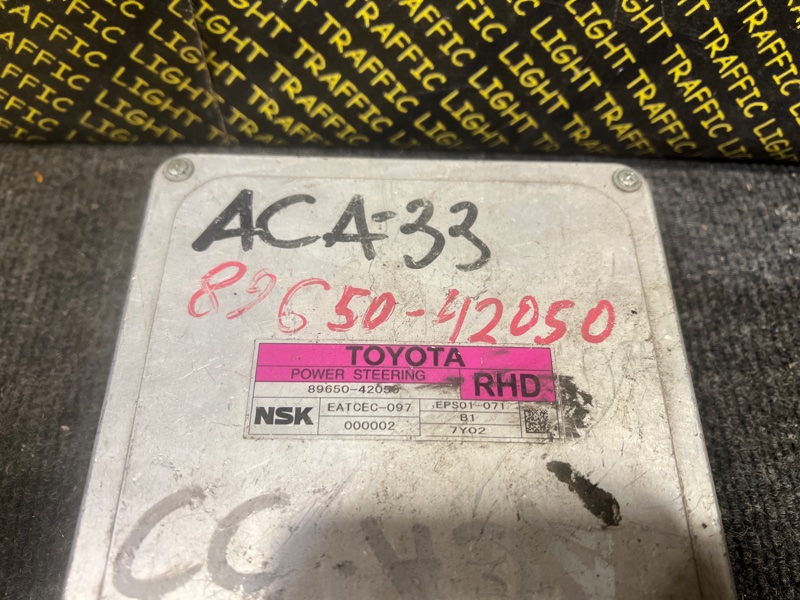 LIGHT TRAFFIC LIGHT TRAFFIC LIGHT TRAFFIC
ACA-33
89650-42050
TOYOTA
POWER STEERING
RHD
89650-42050
NSK
EATCEC-097
EPS01-071
000002
B1
7Y02
CC